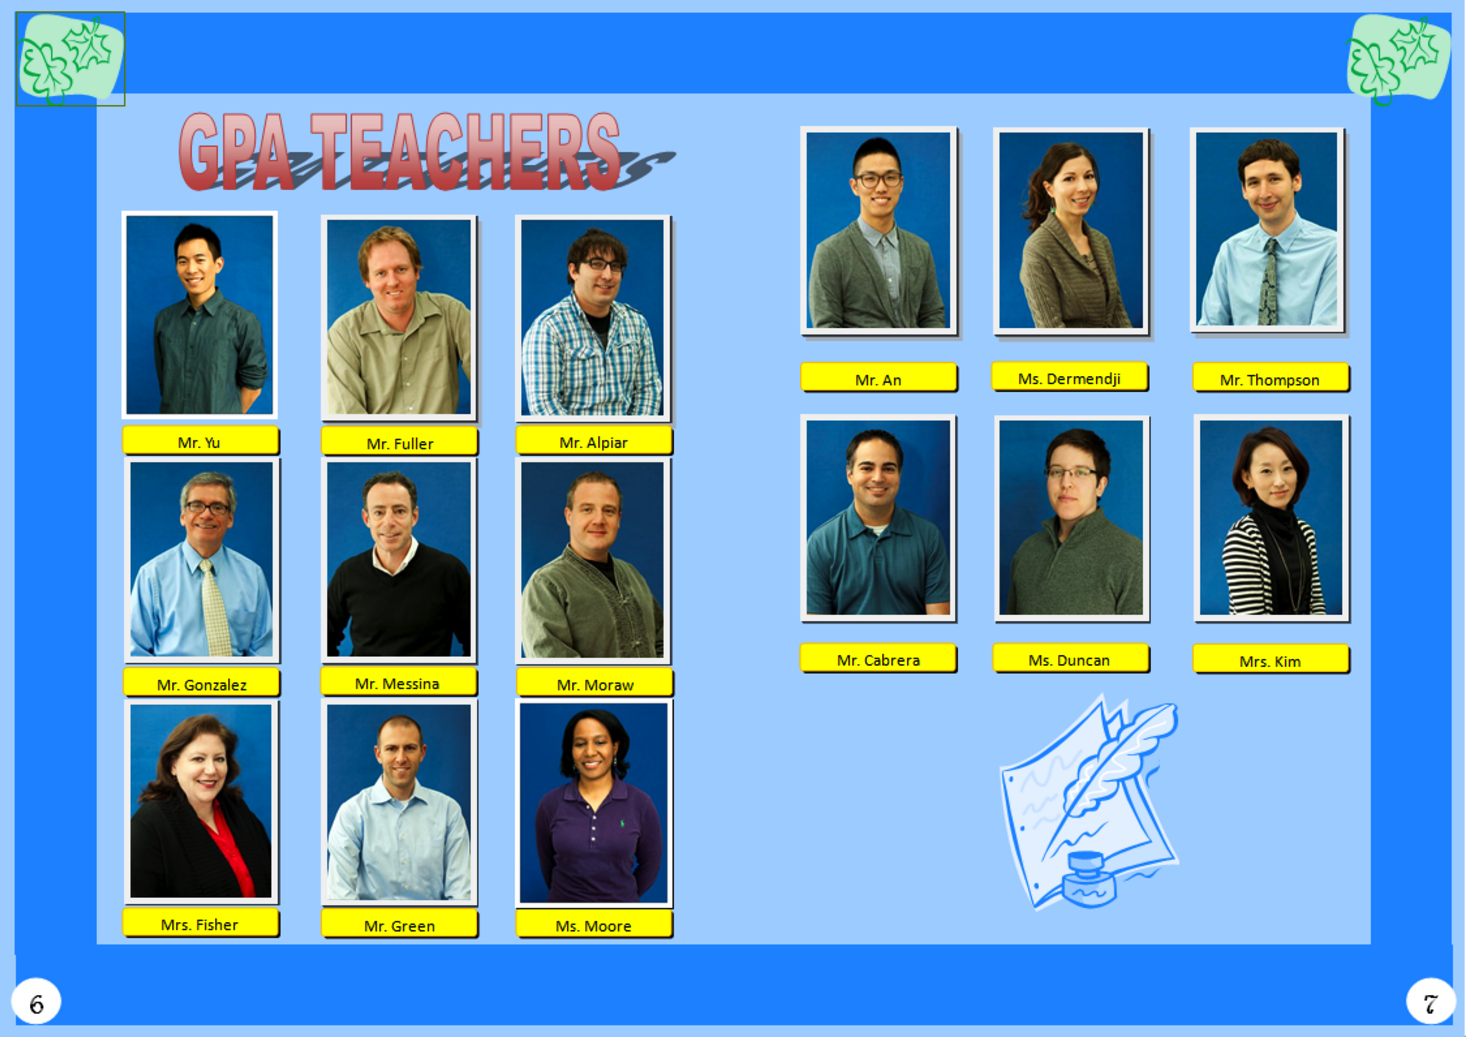 GPA TEACHERS
Mr. Yu
Mr. Fuller
Mr. Alpiar
Mr. Gonzalez
Mr. Messina
Mr. Moraw
Mrs. Fisher
Mr. Green
Ms. Moore
6
Mr. An
Ms. Dermendji
Mr. Thompson
Mr. Cabrera
Ms. Duncan
Mrs. Kim
7